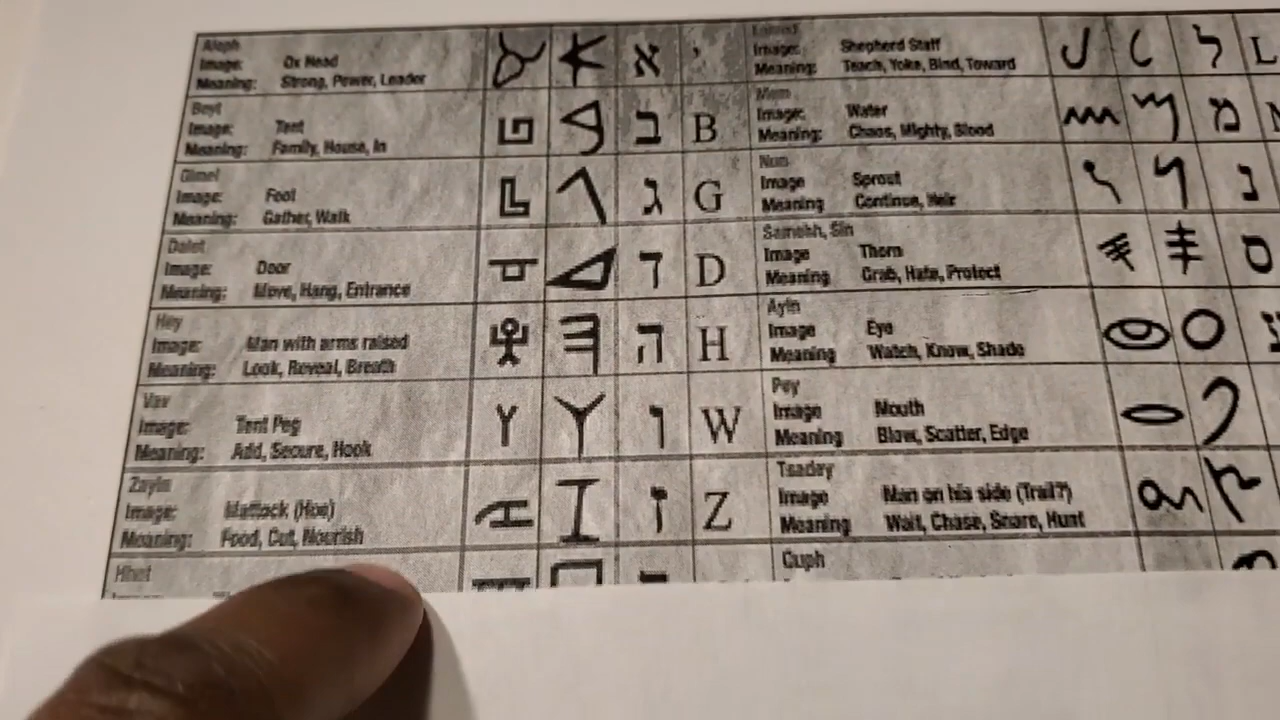 Aleph
Image: Ox Head
Meaning: Strong, Power, Leader
א
Beyt
Image: Tent
Meaning: Family, House, In
ב B
Gimel
Image: Foot
Meaning: Gather, Walk
ג G
Dalet
Image: Door
Meaning: Move, Hang, Entrance
ד D
Hey
Image: Man with arms raised
Meaning: Look, Reveal, Breath
ה H
Vav
Image: Tent Peg
Meaning: Add, Secure, Hook
ו W
Zayin
Image: Mattock (Hoe)
Meaning: Food, Cut, Nourish
ז Z
Hhet
Lamed
Image: Shepherd Staff
Meaning: Teach, Yoke, Bind, Toward
ל L
Mem
Image: Water
Meaning: Chaos, Mighty, Blood
מ
Nun
Image Sprout
Meaning Continue, Heir
נ
Samehh, Sin
Image Thorn
Meaning Grab, Hate, Protect
ס
Ayin
Image Eye
Meaning Watch, Know, Shade
Pey
Image Mouth
Meaning Blow, Scatter, Edge
Tsadey
Image Man on his side (Trail?)
Meaning Wait, Chase, Snare, Hunt
Quph